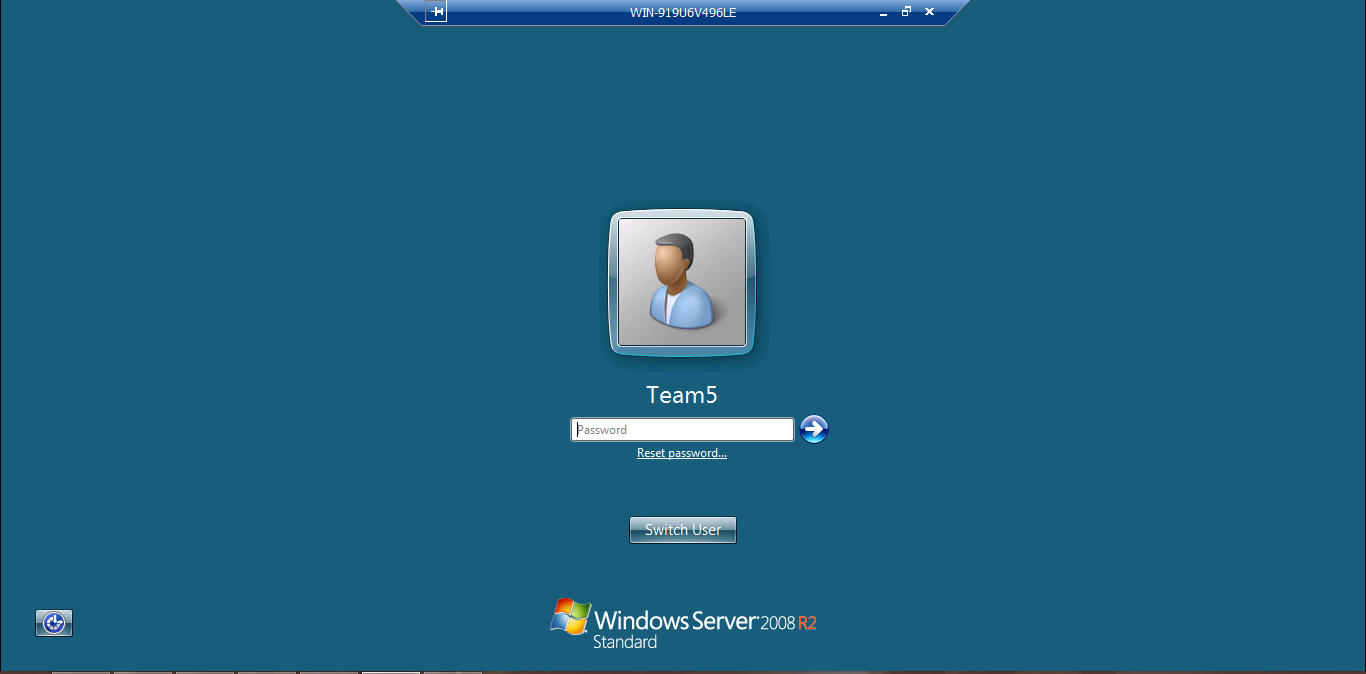 WIN-919U6V496LE
Team5
Password
Reset password...
Switch User
Windows Server 2008 R2
Standard